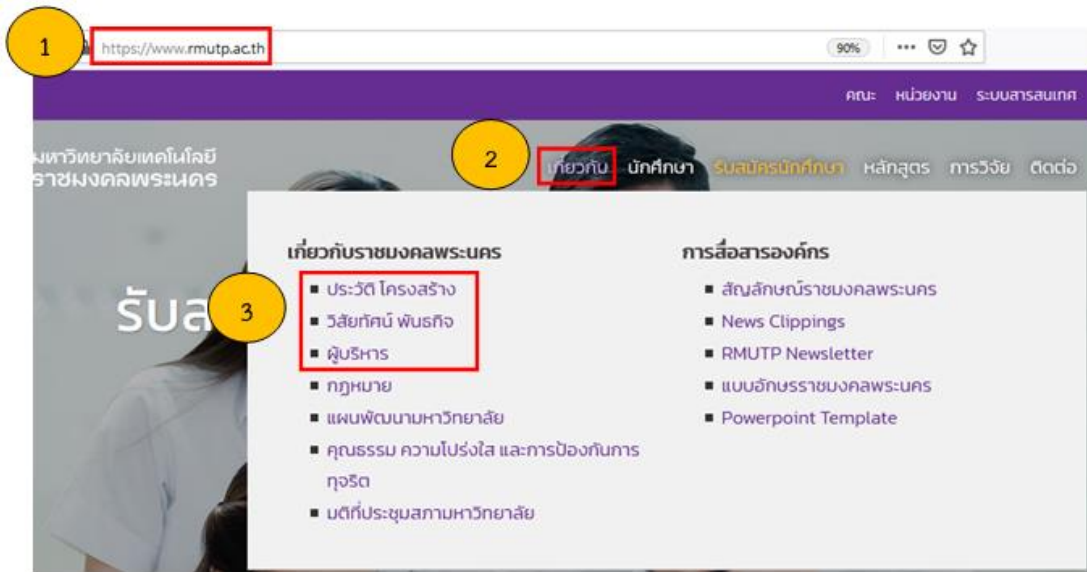 1
https://www.rmutp.ac.th
90%
คณะ หน่วยงาน ระบบสารสนเทศ
มหาวิทยาลัยเทคโนโลยี
ราชมงคลพระนคร
2
เกี่ยวกับ นักศึกษา รับสมัครนักศึกษา หลักสูตร การวิจัย ติดต่อ
เกี่ยวกับราชมงคลพระนคร
ประวัติ โครงสร้าง
วิสัยทัศน์ พันธกิจ
ผู้บริหาร
กฎหมาย
แผนพัฒนามหาวิทยาลัย
คุณธรรม ความโปร่งใส และการป้องกันการ
ทุจริต
มติที่ประชุมสภามหาวิทยาลัย
การสื่อสารองค์กร
สัญลักษณ์ราชมงคลพระนคร
News Clippings
RMUTP Newsletter
แบบอักษรราชมงคลพระนคร
Powerpoint Template
รับส
3